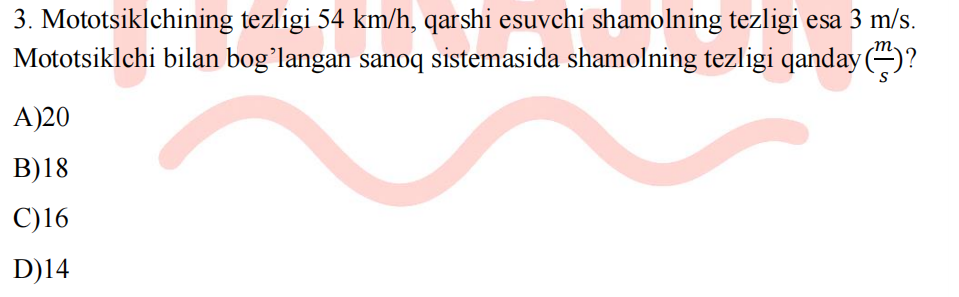 3. Mototsiklchining tezligi 54 km/h, qarshi esuvchi shamolning tezligi esa 3 m/s.
Mototsiklchi bilan bog’langan sanoq sistemasida shamolning tezligi qanday (m/s)?
A)20
B)18
C)16
D)14